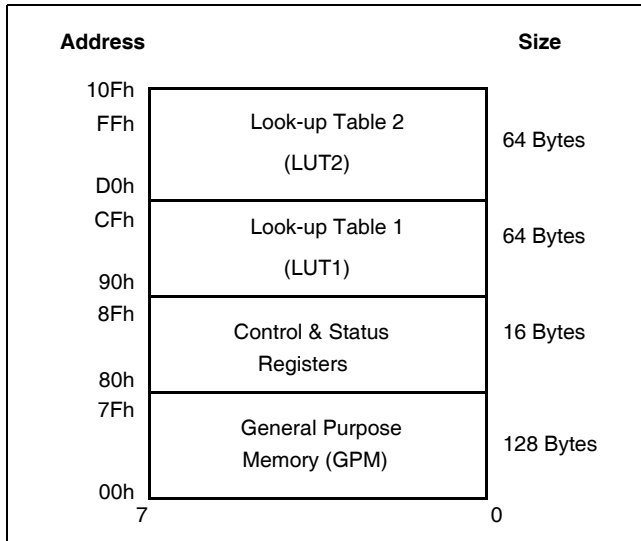 Address Size
10Fh
FFh Look-up Table 2
(LUT2) 64 Bytes
D0h
CFh Look-up Table 1
(LUT1) 64 Bytes
90h
8Fh
Control & Status 16 Bytes
Registers
80h
7Fh
General Purpose
Memory (GPM) 128 Bytes
00h
7 0